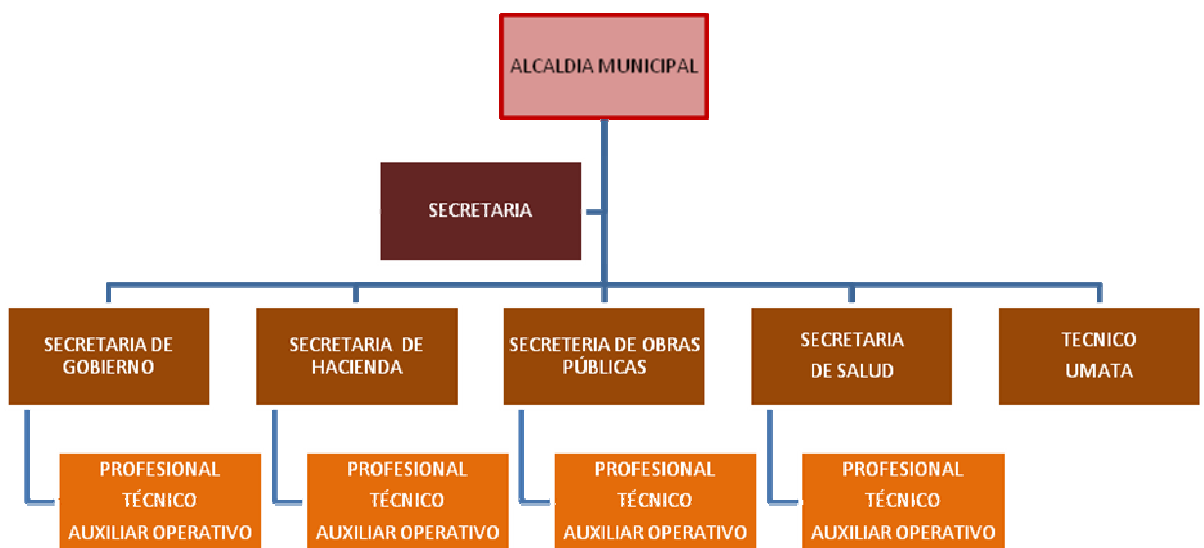 ALCALDIA MUNICIPAL
SECRETARIA
SECRETARIA DE
GOBIERNO
SECRETARIA DE
HACIENDA
SECRETERIA DE OBRAS
PÚBLICAS
SECRETARIA
DE SALUD
TECNICO
UMATA
PROFESIONAL
TÉCNICO
AUXILIAR OPERATIVO
PROFESIONAL
TÉCNICO
AUXILIAR OPERATIVO
PROFESIONAL
TÉCNICO
AUXILIAR OPERATIVO
PROFESIONAL
TÉCNICO
AUXILIAR OPERATIVO